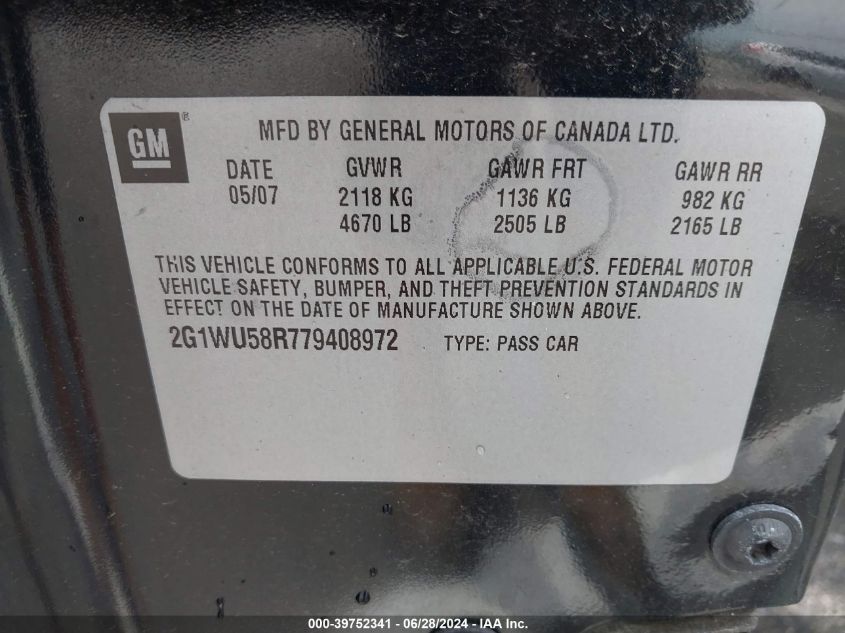 GM®
MFD BY GENERAL MOTORS OF CANADA LTD.
DATE GVWR GAWR FRT GAWR RR
05/07 2118 KG 1136 KG 982 KG
4670 LB 2505 LB 2165 LB
THIS VEHICLE CONFORMS TO ALL APPLICABLE U.S. FEDERAL MOTOR
VEHICLE SAFETY, BUMPER, AND THEFT PREVENTION STANDARDS IN
EFFECT ON THE DATE OF MANUFACTURE SHOWN ABOVE.
2G1WU58R779408972 TYPE: PASS CAR
000-39752341 - 06/28/2024 - IAA Inc.